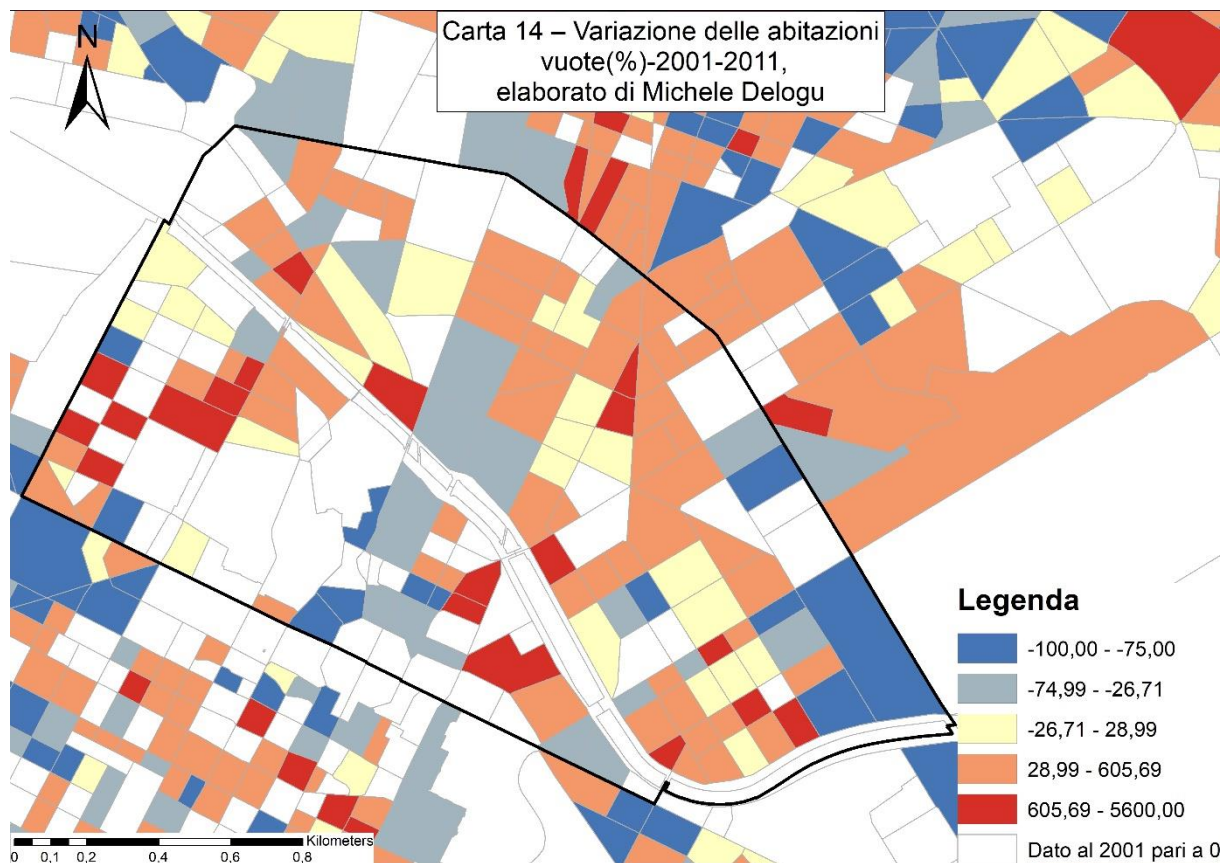 Carta 14 – Variazione delle abitazioni
vuote(%)-2001-2011,
elaborato di Michele Delogu
N
Legenda
-100,00 - -75,00
-74,99 - -26,71
-26,71 - 28,99
28,99 - 605,69
605,69 - 5600,00
Dato al 2001 pari a 0
Kilometers
0 0,1 0,2 0,4 0,6 0,8